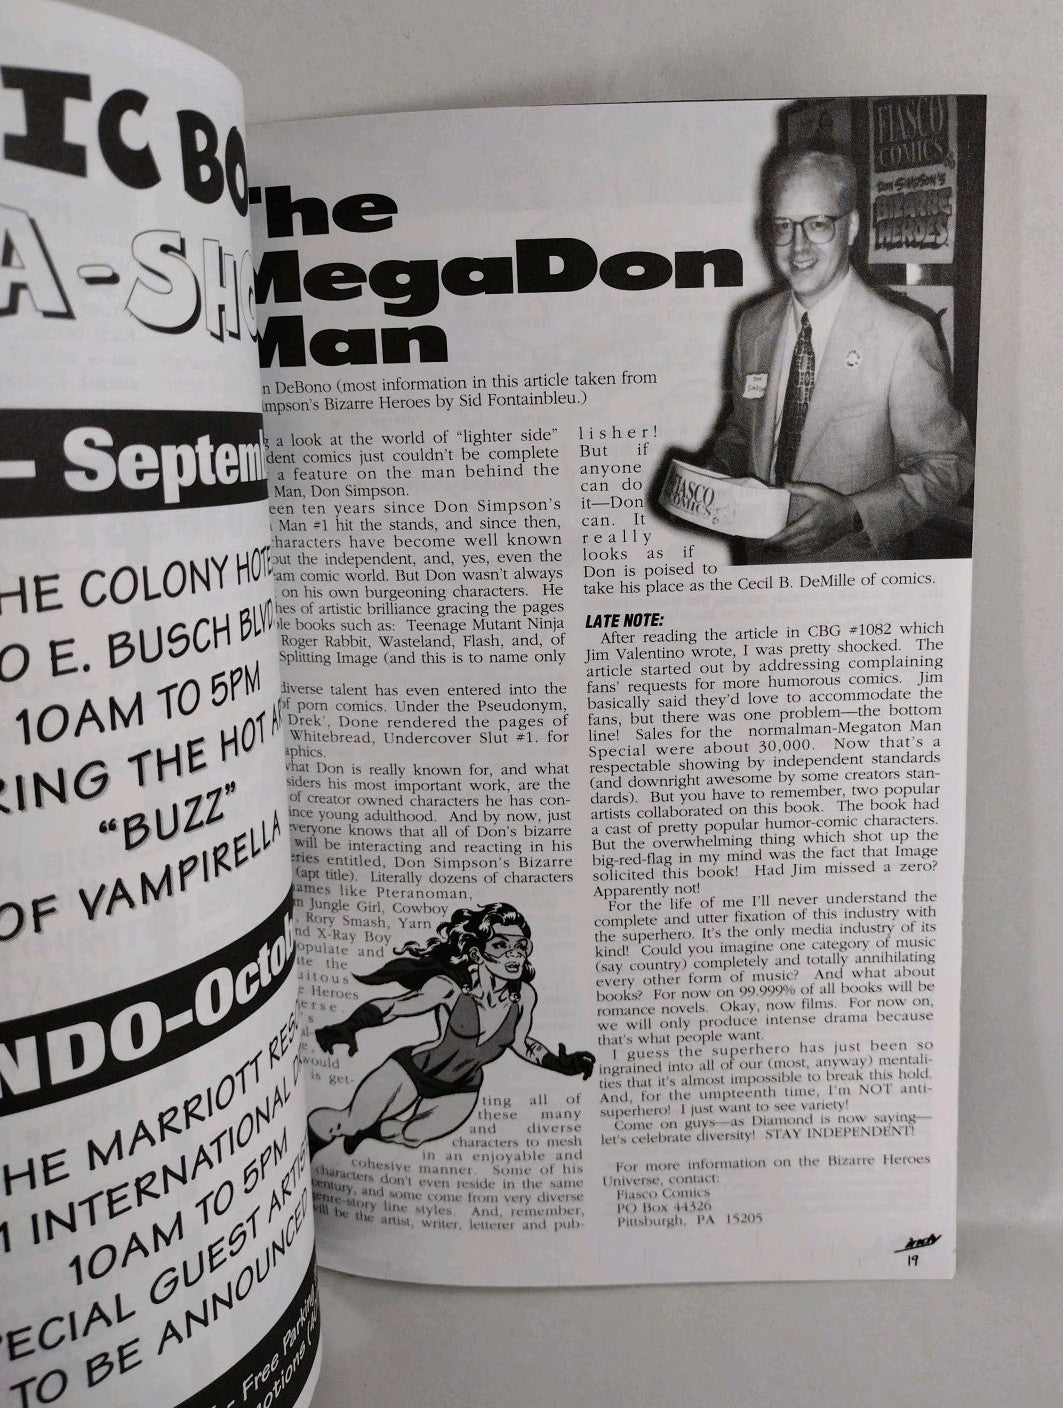 IC BO
A-SHO
- Septemb
HE COLONY HOTE
O E. BUSCH BLVD
10AM TO 5PM
RING THE HOT A
"BUZZ"
OF VAMPIRELLA
NDO-Octob
HE MARRIOTT RES
1 INTERNATIONAL D
10AM TO 5PM
PECIAL GUEST ARTIST
TO BE ANNOUNCED
- Free Parking
The
MegaDon
Man
n DeBono (most information in this article taken from
impson's Bizarre Heroes by Sid Fontainbleu.)
g a look at the world of "lighter side"
dent comics just couldn't be complete
a feature on the man behind the
Man, Don Simpson.
een ten years since Don Simpson's
Man #1 hit the stands, and since then,
characters have become well known
out the independent, and, yes, even the
am comic world. But Don wasn't always
on his own burgeoning characters. He
hes of artistic brilliance gracing the pages
le books such as: Teenage Mutant Ninja
Roger Rabbit, Wasteland, Flash, and, of
Splitting Image (and this is to name only
diverse talent has even entered into the
of porn comics. Under the Pseudonym,
Drek', Done rendered the pages of
Whitebread, Undercover Slut #1. for
aphics.
what Don is really known for, and what
siders his most important work, are the
of creator owned characters he has con-
ince young adulthood. And by now, just
everyone knows that all of Don's bizarre
will be interacting and reacting in his
eries entitled, Don Simpson's Bizarre
(apt title). Literally dozens of characters
names like Pteranoman,
m Jungle Girl, Cowboy
, Rory Smash, Yarn
nd X-Ray Boy
opulate and
ate the
aitous
e Heroes
erse.
s
al-
e,
would
is get-
ting all of
these many
and diverse
characters to mesh
in an enjoyable and
cohesive manner. Some of his
characters don't even reside in the same
century, and some come from very diverse
genre-story line styles. And, remember,
will be the artist, writer, letterer and pub-
lisher!
But if
anyone
can do
it—Don
can. It
really
looks as if
Don is poised to
take his place as the Cecil B. DeMille of comics.
LATE NOTE:
After reading the article in CBG #1082 which
Jim Valentino wrote, I was pretty shocked. The
article started out by addressing complaining
fans' requests for more humorous comics. Jim
basically said they'd love to accommodate the
fans, but there was one problem—the bottom
line! Sales for the normalman-Megaton Man
Special were about 30,000. Now that's a
respectable showing by independent standards
(and downright awesome by some creators stan-
dards). But you have to remember, two popular
artists collaborated on this book. The book had
a cast of pretty popular humor-comic characters.
But the overwhelming thing which shot up the
big-red-flag in my mind was the fact that Image
solicited this book! Had Jim missed a zero?
Apparently not!
For the life of me I'll never understand the
complete and utter fixation of this industry with
the superhero. It's the only media industry of its
kind! Could you imagine one category of music
(say country) completely and totally annihilating
every other form of music? And what about
books? For now on 99.999% of all books will be
romance novels. Okay, now films. For now on,
we will only produce intense drama because
that's what people want.
I guess the superhero has just been so
ingrained into all of our (most, anyway) mentali-
ties that it's almost impossible to break this hold.
And, for the umpteenth time, I'm NOT anti-
superhero! I just want to see variety!
Come on guys—as Diamond is now saying—
let's celebrate diversity! STAY INDEPENDENT!
For more information on the Bizarre Heroes
Universe, contact:
Fiasco Comics
PO Box 44326
Pittsburgh, PA 15205
19
FIASCO
COMICS
DON SIMPSON'S
BIZARRE
HEROES
FIASCO
COMICS